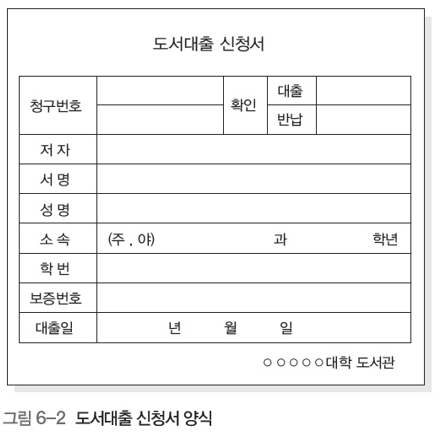 도서대출 신청서
청구번호 확인 대출
반납
저 자
서 명
성 명
소 속 (주 , 야) 과 학년
학 번
보증번호
대출일 년 월 일
○○○○○대학 도서관
그림 6-2 도서대출 신청서 양식